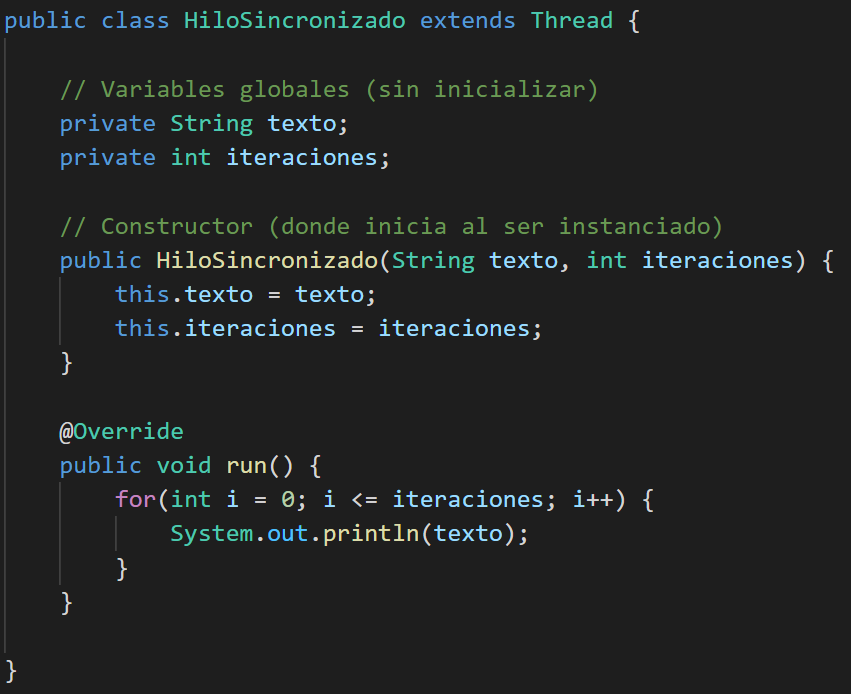 public class HiloSincronizado extends Thread {
// Variables globales (sin inicializar)
private String texto;
private int iteraciones;
// Constructor (donde inicia al ser instanciado)
public HiloSincronizado(String texto, int iteraciones) {
this.texto = texto;
this.iteraciones = iteraciones;
}
@Override
public void run() {
for(int i = 0; i <= iteraciones; i++) {
System.out.println(texto);
}
}
}